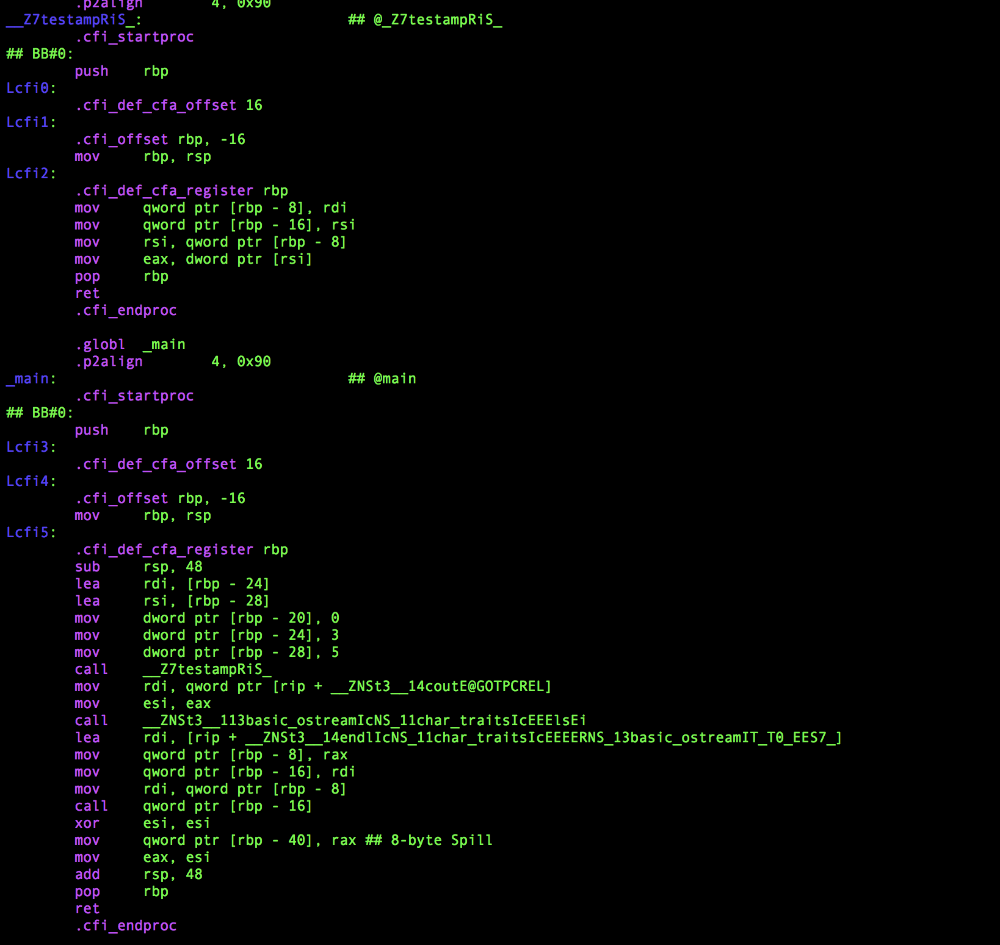 .p2align 4, 0x90
__Z7testampRiS_: ## @_Z7testampRiS_
.cfi_startproc
## BB#0:
push rbp
Lcfi0:
.cfi_def_cfa_offset 16
Lcfi1:
.cfi_offset rbp, -16
mov rbp, rsp
Lcfi2:
.cfi_def_cfa_register rbp
mov qword ptr [rbp - 8], rdi
mov qword ptr [rbp - 16], rsi
mov rsi, qword ptr [rbp - 8]
mov eax, dword ptr [rsi]
pop rbp
ret
.cfi_endproc
.globl _main
.p2align 4, 0x90
_main: ## @main
.cfi_startproc
## BB#0:
push rbp
Lcfi3:
.cfi_def_cfa_offset 16
Lcfi4:
.cfi_offset rbp, -16
mov rbp, rsp
Lcfi5:
.cfi_def_cfa_register rbp
sub rsp, 48
lea rdi, [rbp - 24]
lea rsi, [rbp - 28]
mov dword ptr [rbp - 20], 0
mov dword ptr [rbp - 24], 3
mov dword ptr [rbp - 28], 5
call __Z7testampRiS_
mov rdi, qword ptr [rip + __ZNSt3__14coutE@GOTPCREL]
mov esi, eax
call __ZNSt3__113basic_ostreamIcNS_11char_traitsIcEEElsEi
lea rdi, [rip + __ZNSt3__14endlIcNS_11char_traitsIcEEEERNS_13basic_ostreamIT_T0_EES7_]
mov qword ptr [rbp - 8], rax
mov qword ptr [rbp - 16], rdi
mov rdi, qword ptr [rbp - 8]
call qword ptr [rbp - 16]
xor esi, esi
mov qword ptr [rbp - 40], rax ## 8-byte Spill
mov eax, esi
add rsp, 48
pop rbp
ret
.cfi_endproc